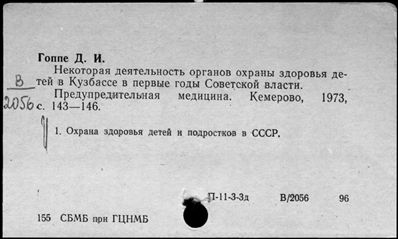 Гоппе Д. И.
Некоторая деятельность органов охраны здоровья де-
тей в Кузбассе в первые годы Советской власти.
Предупредительная медицина. Кемерово, 1973,
с. 143—146.
В
2056
1. Охрана здоровья детей и подростков в СССР.
П-11-3-3д В/2056 96
155 СБМБ при ГЦНМБ